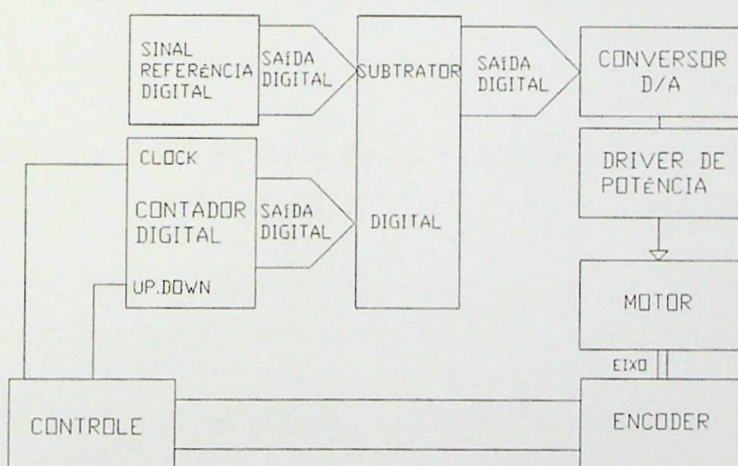 SINAL
REFERÊNCIA
DIGITAL
SAÍDA
DIGITAL
SUBTRATOR
SAÍDA
DIGITAL
CONVERSOR
D/A
CLOCK
CONTADOR
DIGITAL
UP.DOWN
SAÍDA
DIGITAL
DIGITAL
DRIVER DE
POTÊNCIA
MOTOR
EIXO
CONTROLE
ENCODER